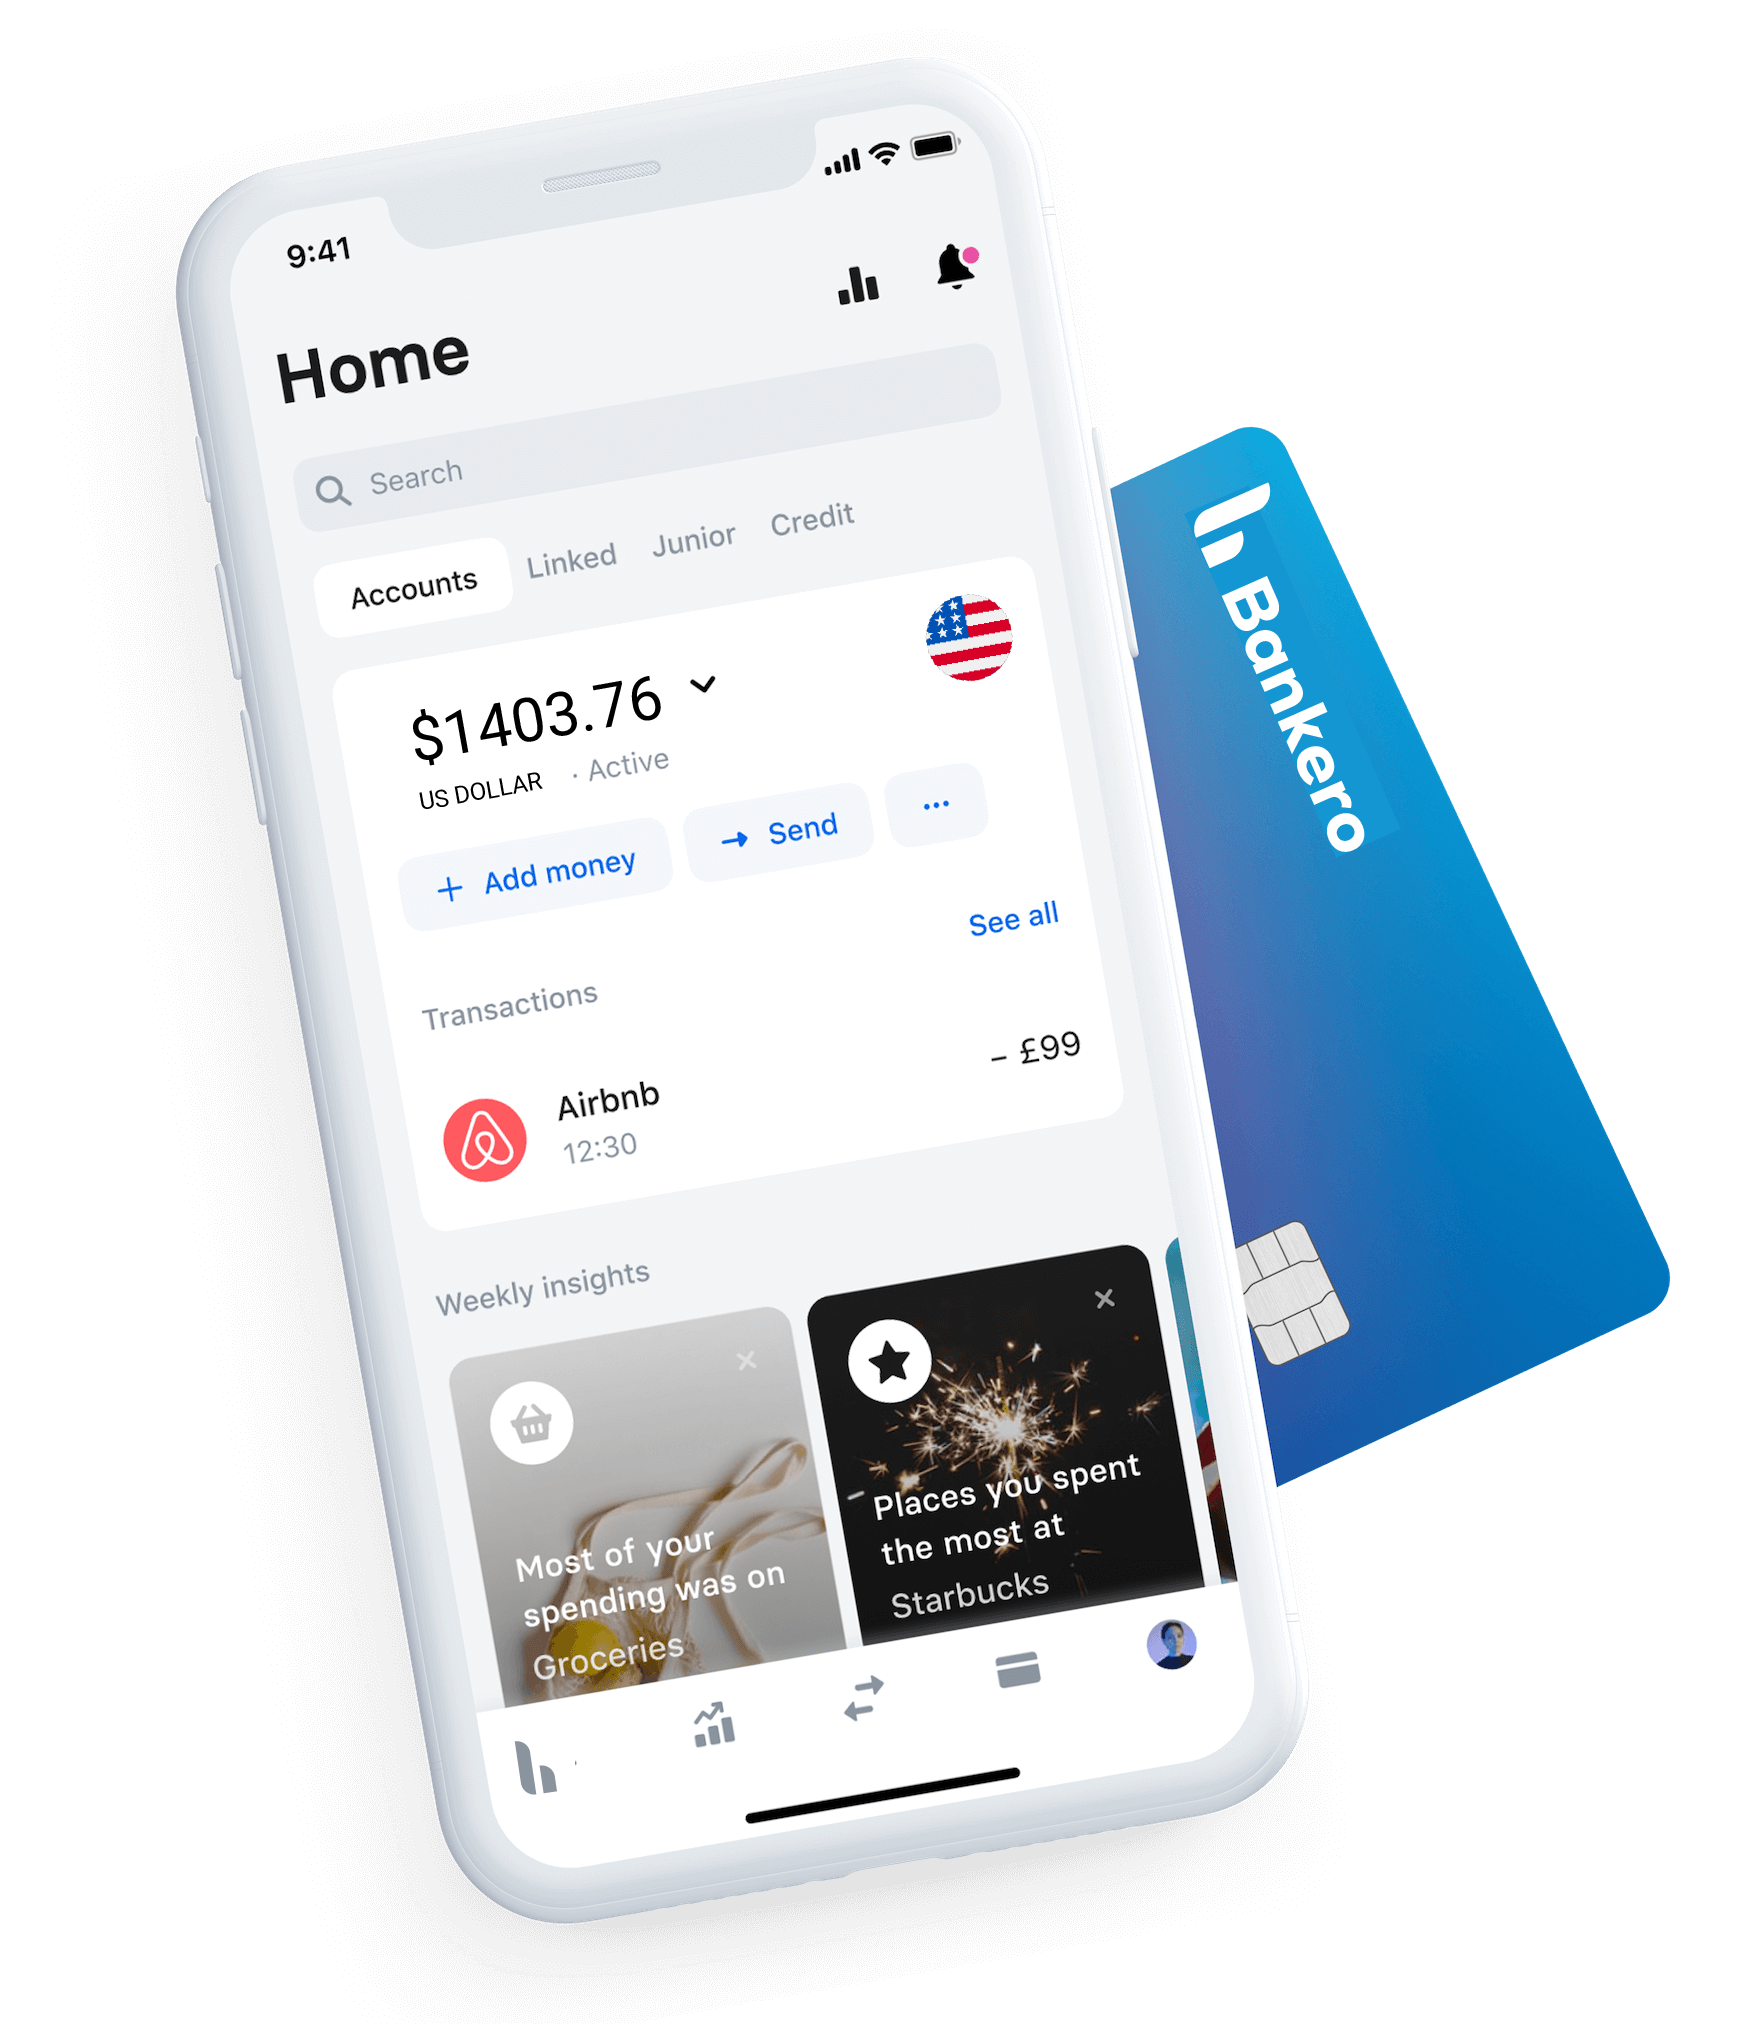 9:41
Home
Search
Accounts Linked Junior Credit
$1403.76
US DOLLAR · Active
+ Add money → Send ...
See all
Transactions
Airbnb – £99
12:30
Weekly insights
Most of your
spending was on
Groceries
Places you spent
the most at
Starbucks
Bankero